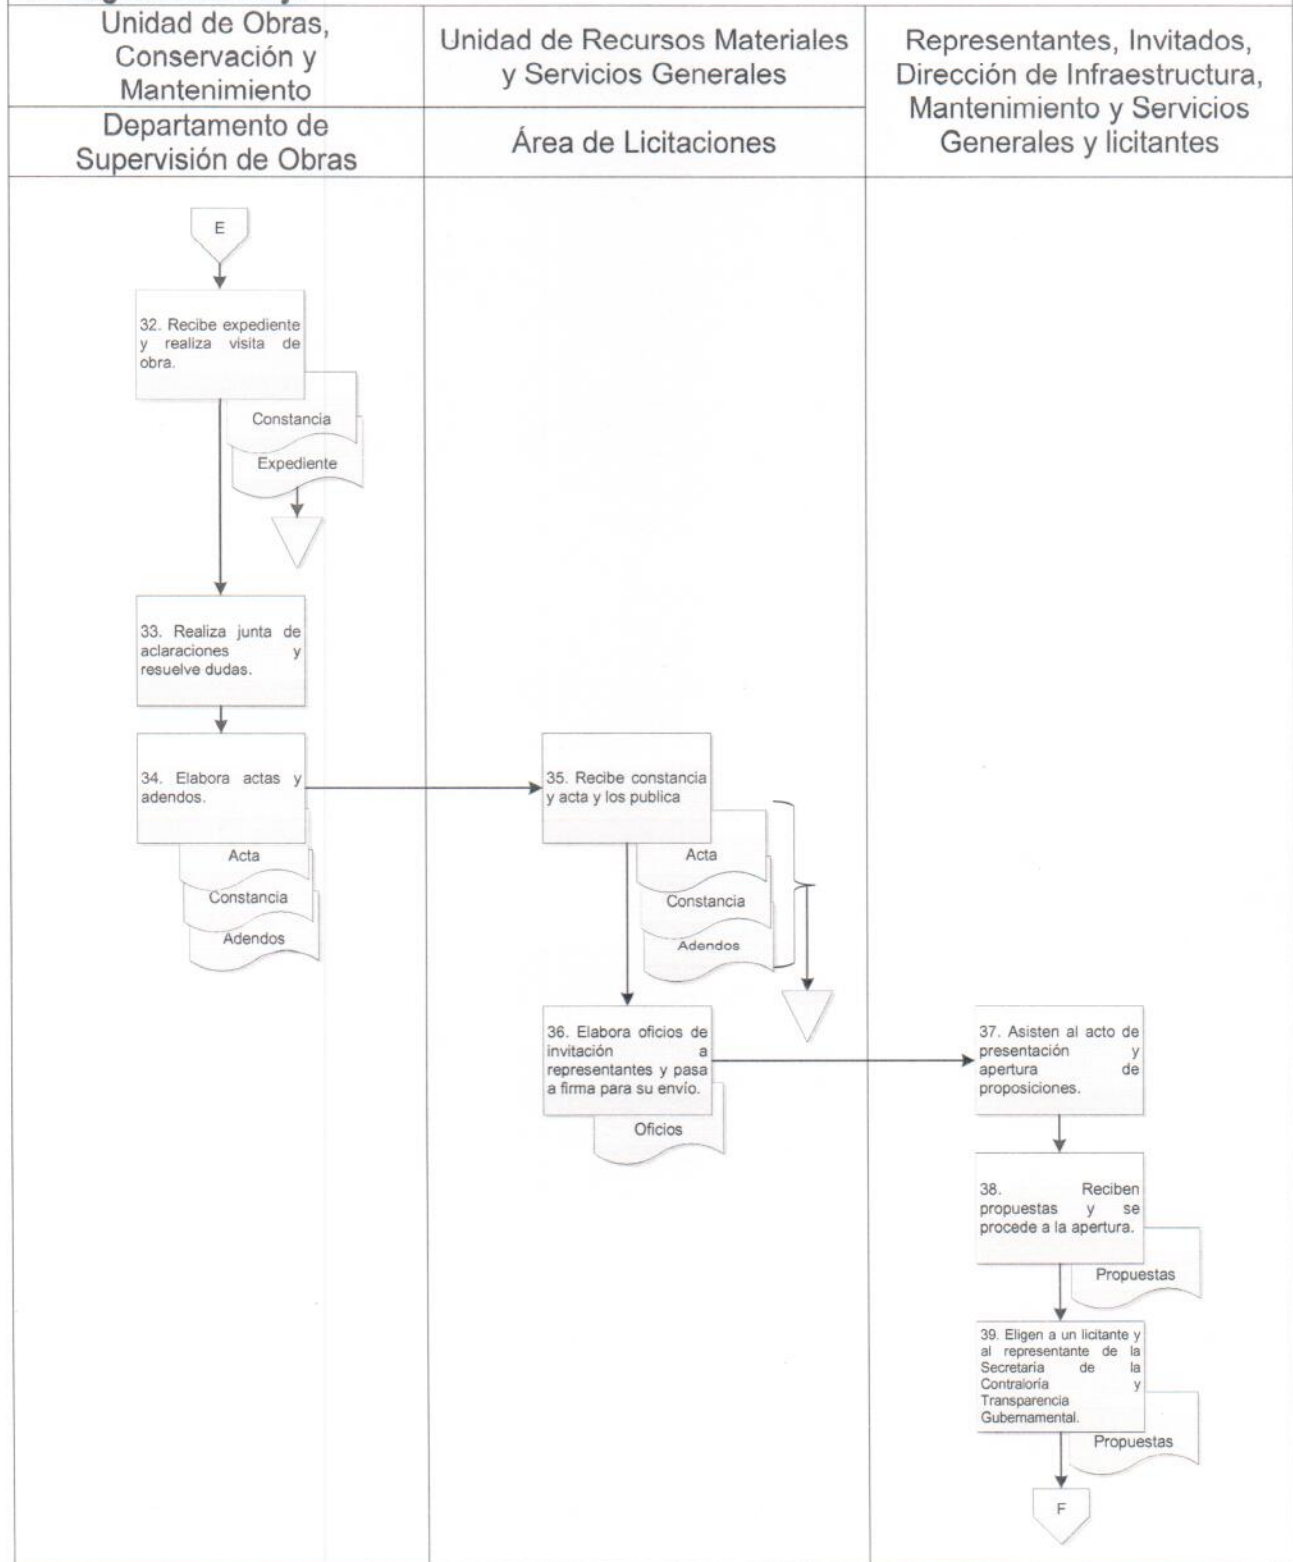 Unidad de Obras,
Conservación y
Mantenimiento
Departamento de
Supervisión de Obras
Unidad de Recursos Materiales
y Servicios Generales
Área de Licitaciones
Representantes, Invitados,
Dirección de Infraestructura,
Mantenimiento y Servicios
Generales y licitantes
E
32. Recibe expediente
y realiza visita de
obra.
Constancia
Expediente
33. Realiza junta de
aclaraciones y
resuelve dudas.
34. Elabora actas y
adendos.
Acta
Constancia
Adendos
35. Recibe constancia
y acta y los publica
Acta
Constancia
Adendos
36. Elabora oficios de
invitación a
representantes y pasa
a firma para su envío.
Oficios
37. Asisten al acto de
presentación y
apertura de
proposiciones.
38. Reciben
propuestas y se
procede a la apertura.
Propuestas
39. Eligen a un licitante y
al representante de la
Secretaría de la
Contraloría y
Transparencia
Gubernamental.
Propuestas
F